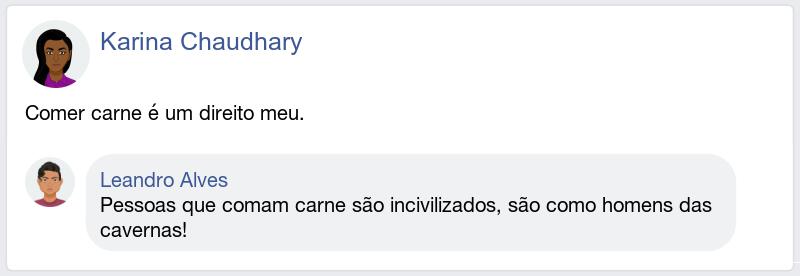 Karina Chaudhary
Comer carne é um direito meu.
Leandro Alves
Pessoas que comam carne são incivilizados, são como homens das
cavernas!